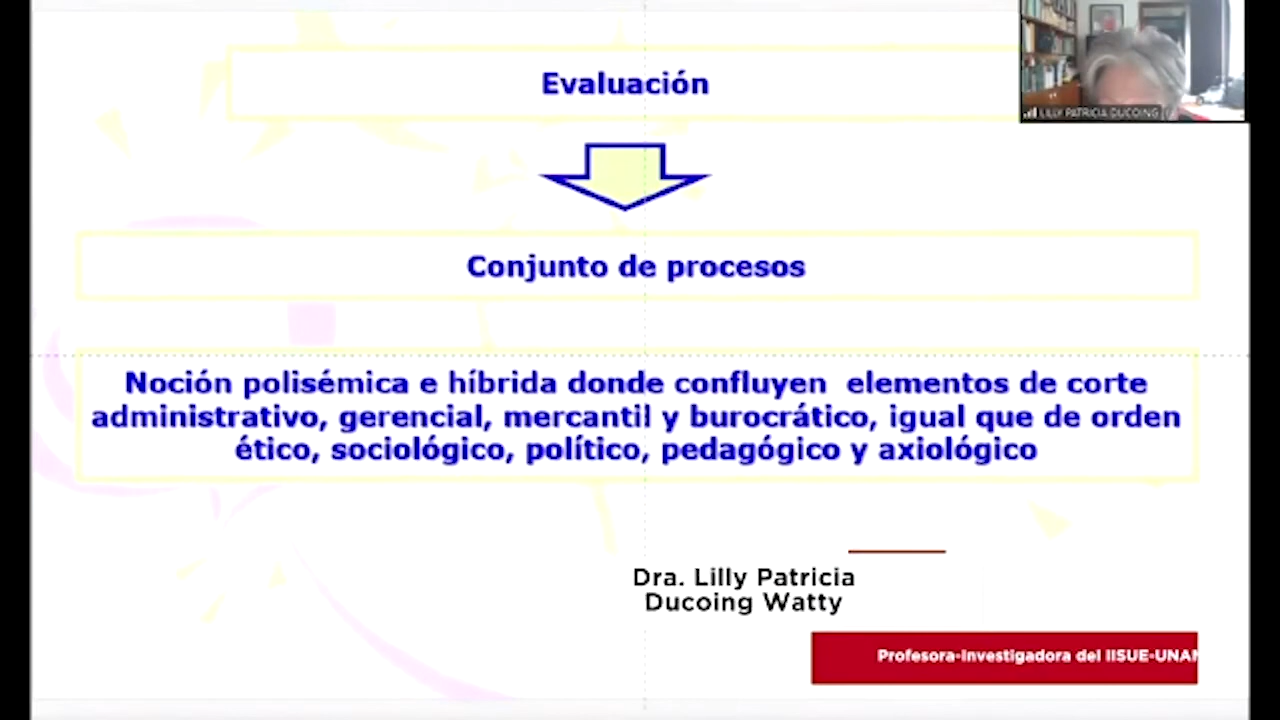 Evaluación
LILLY PATRICIA DUCOING
Conjunto de procesos
Noción polisémica e híbrida donde confluyen elementos de corte
administrativo, gerencial, mercantil y burocrático, igual que de orden
ético, sociológico, político, pedagógico y axiológico
Dra. Lilly Patricia
Ducoing Watty
Profesora-Investigadora del IISUE-UNAM